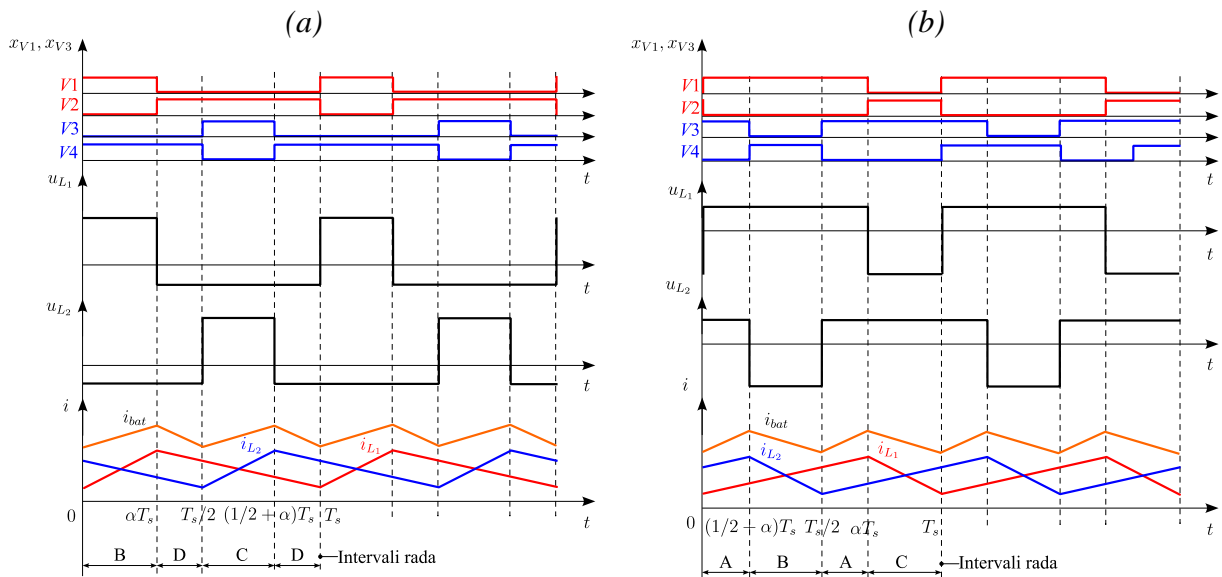 (a)
x_{V1}, x_{V3}
V1
V2
V3
V4
t
u_{L_1}
t
u_{L_2}
t
i
i_{bat}
i_{L_2}
i_{L_1}
0
αT_s
T_s/2
(1/2 + α)T_s
T_s
t
B
D
C
D
Intervali rada
(b)
x_{V1}, x_{V3}
V1
V2
V3
V4
t
u_{L_1}
t
u_{L_2}
t
i
i_{bat}
i_{L_2}
i_{L_1}
0
(1/2 + α)T_s
T_s/2
αT_s
T_s
t
A
B
A
C
Intervali rada